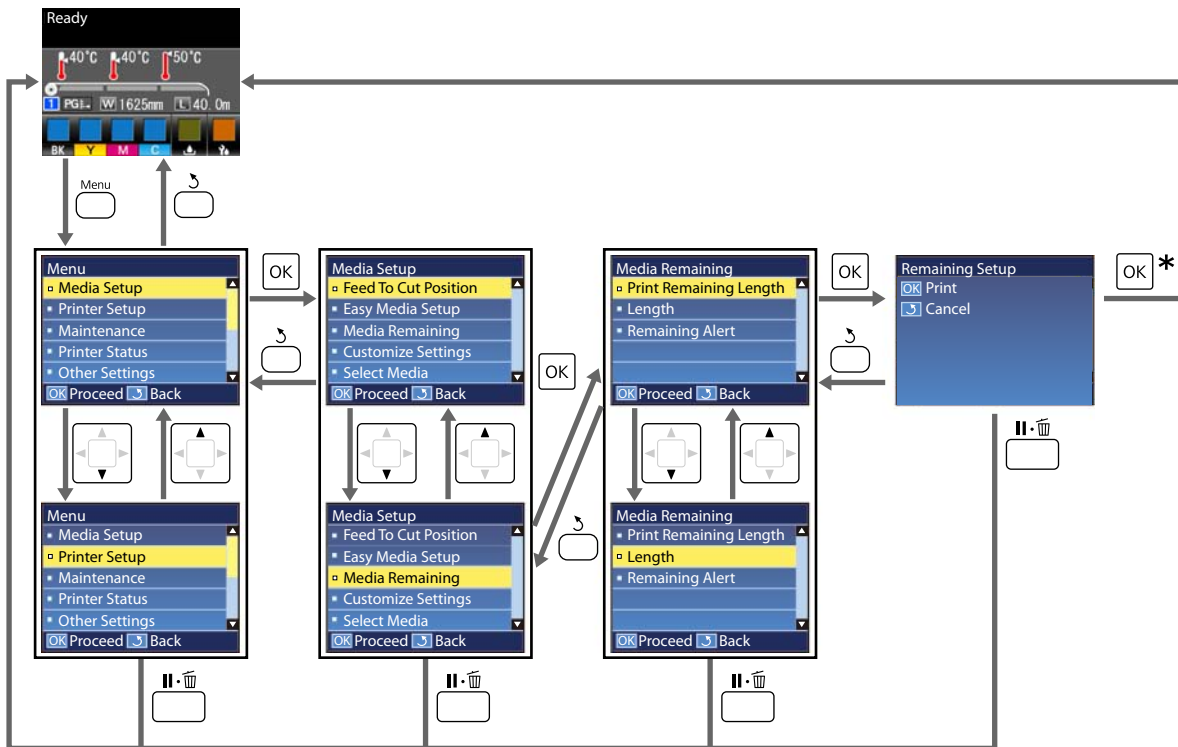 Ready
40°C 40°C 50°C
1 PG W 1625mm L 40.0m
BK Y M C
Menu
Menu
Media Setup
Printer Setup
Maintenance
Printer Status
Other Settings
OK Proceed Back
OK
Media Setup
Feed To Cut Position
Easy Media Setup
Media Remaining
Customize Settings
Select Media
OK Proceed Back
OK
Media Remaining
Print Remaining Length
Length
Remaining Alert
OK Proceed Back
OK
Remaining Setup
OK Print
Cancel
OK *
Menu
Media Setup
Printer Setup
Maintenance
Printer Status
Other Settings
OK Proceed Back
Media Setup
Feed To Cut Position
Easy Media Setup
Media Remaining
Customize Settings
Select Media
OK Proceed Back
Media Remaining
Print Remaining Length
Length
Remaining Alert
OK Proceed Back